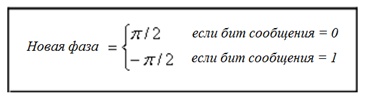 π/2 если бит сообщения = 0
Новая фаза =
-π/2 если бит сообщения = 1